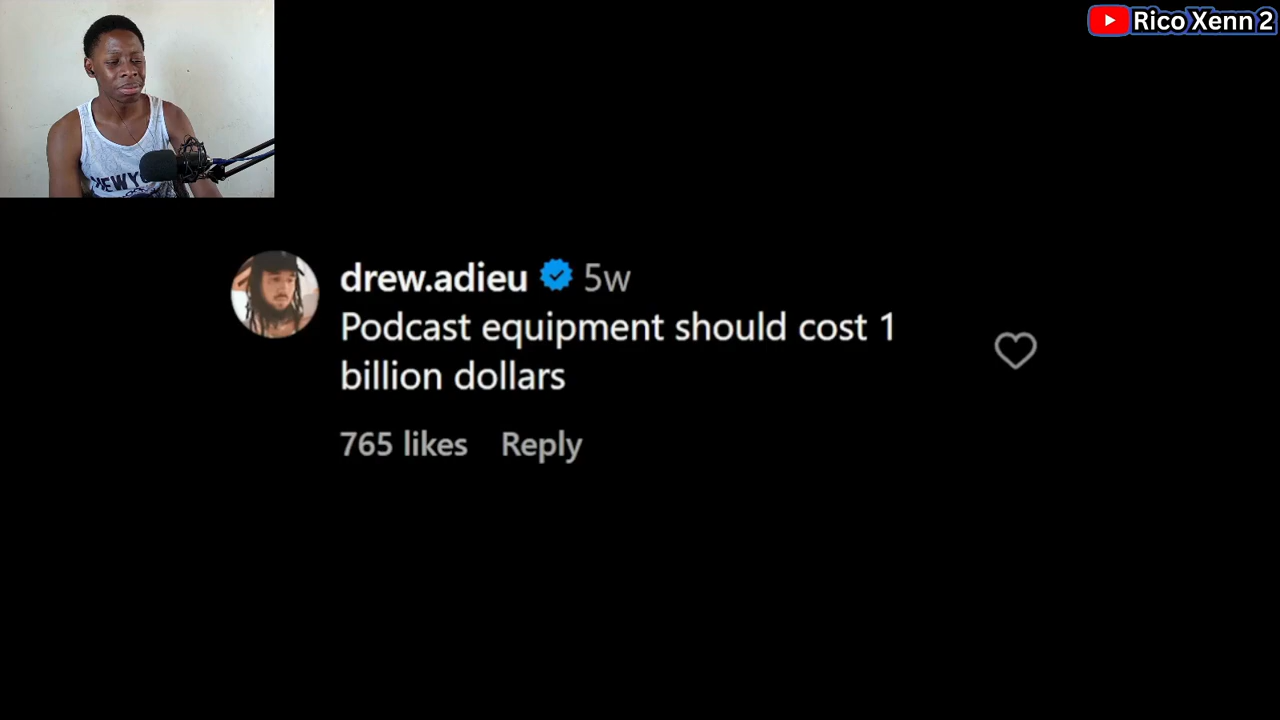 Rico Xenn 2
drew.adieu 5w
Podcast equipment should cost 1
billion dollars
765 likes Reply